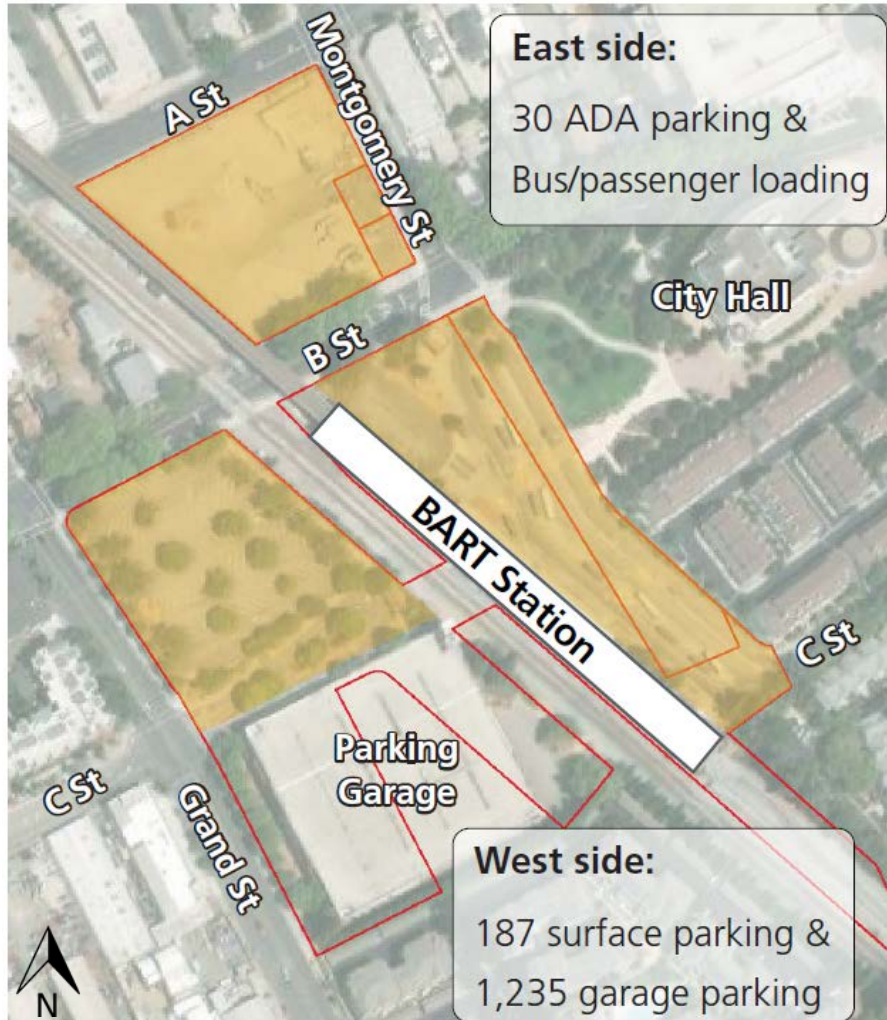 Montgomery St
A St
East side:
30 ADA parking &
Bus/passenger loading
City Hall
B St
BART Station
C St
Parking
Garage
C St
Grand St
West side:
187 surface parking &
1,235 garage parking
N